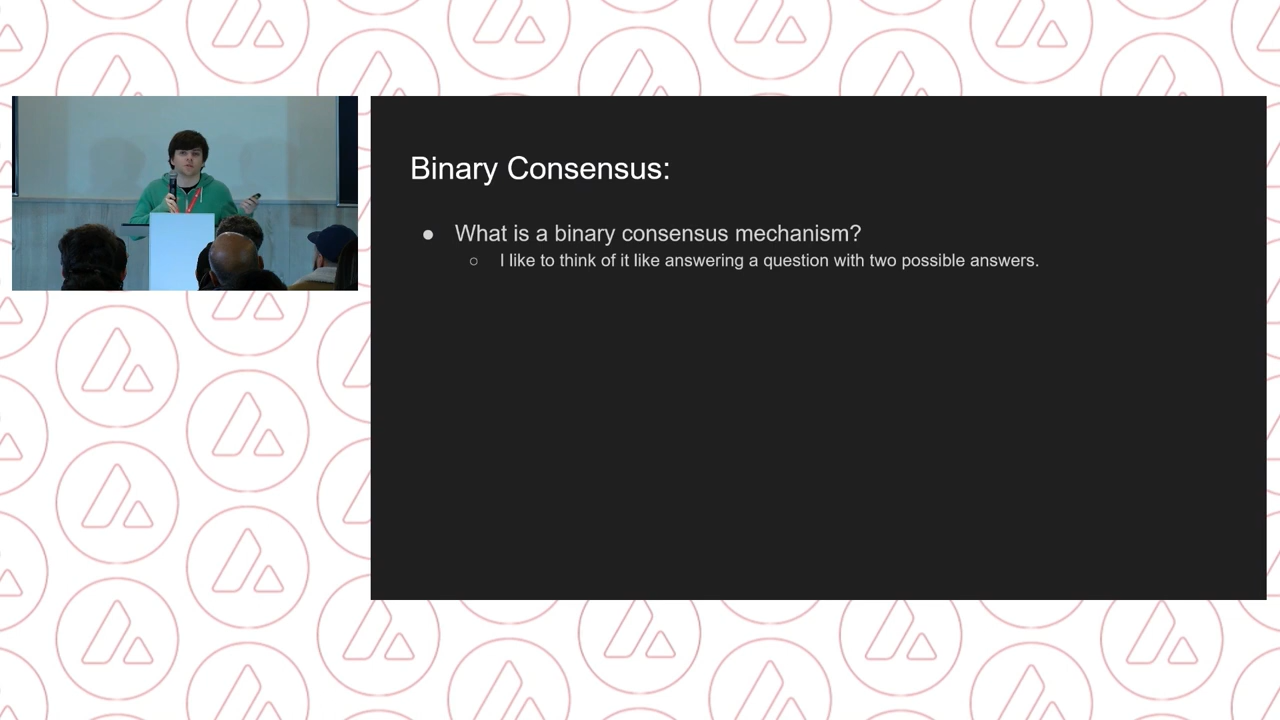 Binary Consensus:
● What is a binary consensus mechanism?
○ I like to think of it like answering a question with two possible answers.